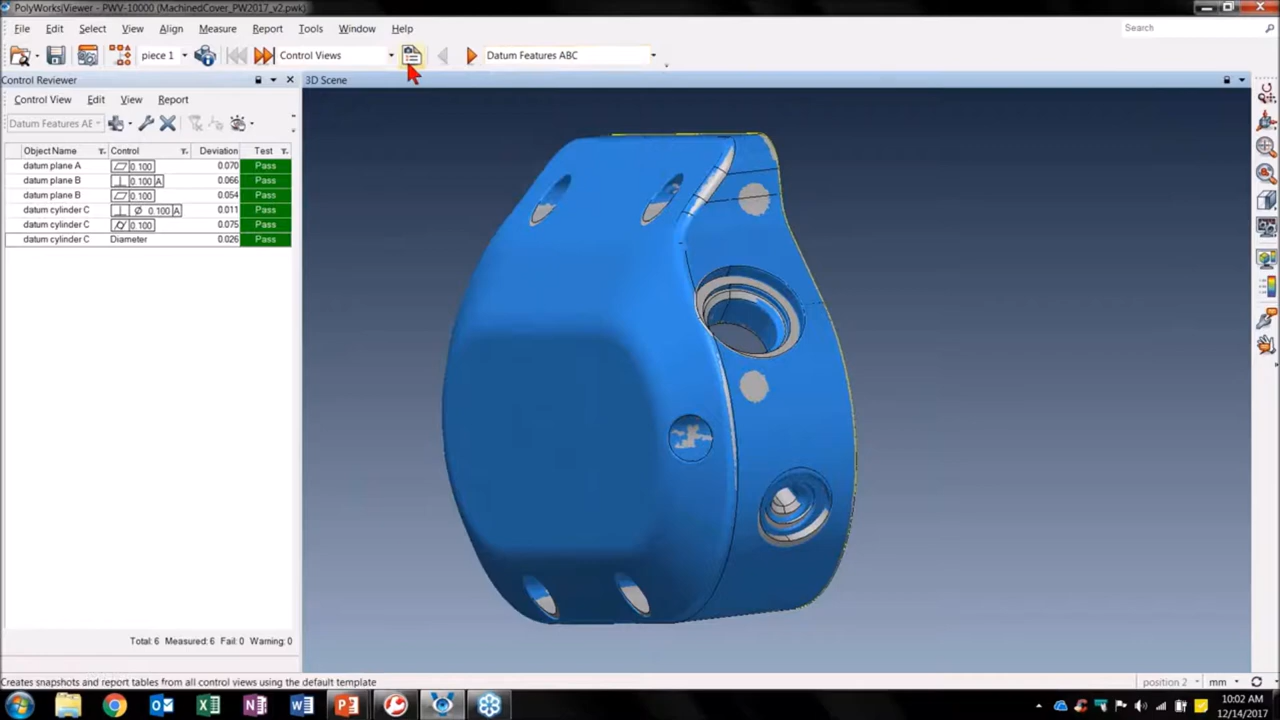 PolyWorks|Viewer - PWV-10000 (MachinedCover_PW2017_v2.pwk)
File Edit Select View Align Measure Report Tools Window Help Search
piece 1 Control Views Datum Features ABC
Control Reviewer
3D Scene
Control View Edit View Report
Datum Features AE
Object Name Control Deviation Test
datum plane A 0.100 0.070 Pass
datum plane B 0.100 A 0.066 Pass
datum plane B 0.100 0.054 Pass
datum cylinder C Ø 0.100 A 0.011 Pass
datum cylinder C 0.100 0.075 Pass
datum cylinder C Diameter 0.026 Pass
Total: 6 Measured: 6 Fail: 0 Warning: 0
Creates snapshots and report tables from all control views using the default template
position 2 mm
10:02 AM
12/14/2017